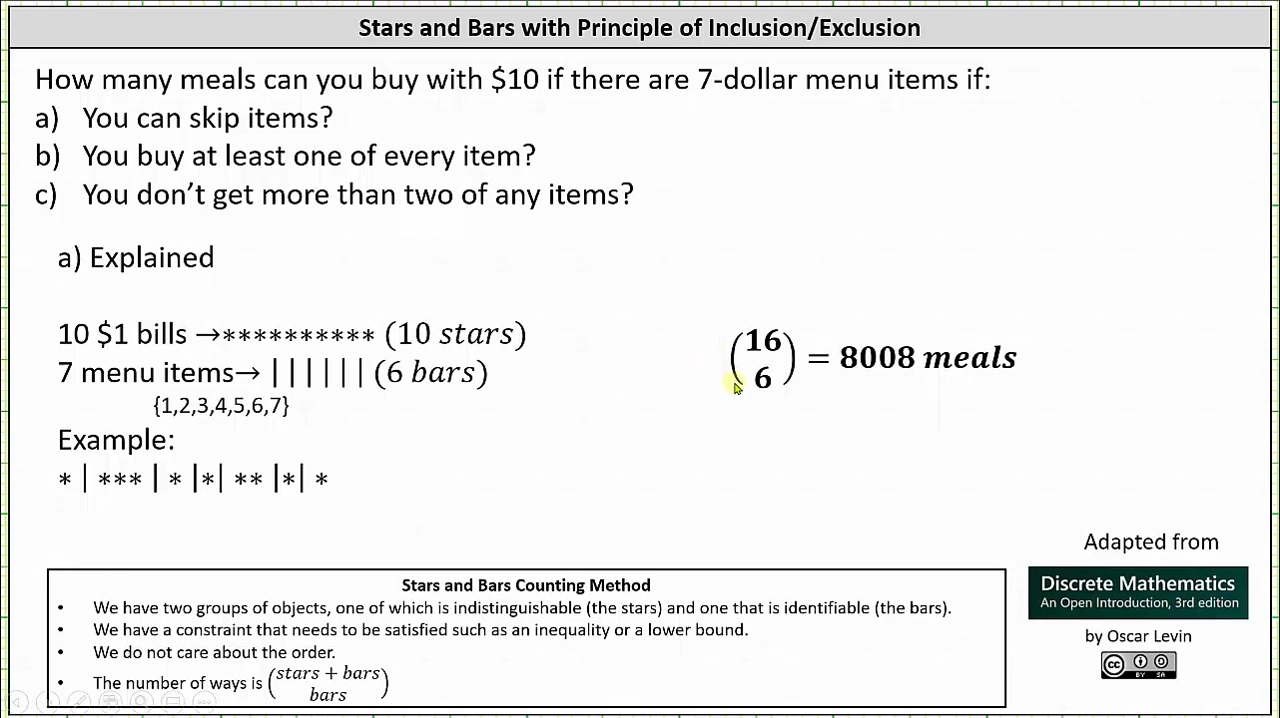 Stars and Bars with Principle of Inclusion/Exclusion
How many meals can you buy with $10 if there are 7-dollar menu items if:
a) You can skip items?
b) You buy at least one of every item?
c) You don’t get more than two of any items?
a) Explained
10 $1 bills →∗∗∗∗∗∗∗∗∗∗ (10 stars)
7 menu items→ | | | | | | (6 bars)
{1,2,3,4,5,6,7}
Example:
∗ | ∗∗∗ | ∗ |∗| ∗∗ |∗| ∗
(16
6) = 8008 meals
Adapted from
Discrete Mathematics
An Open Introduction, 3rd edition
by Oscar Levin
cc BY SA
Stars and Bars Counting Method
• We have two groups of objects, one of which is indistinguishable (the stars) and one that is identifiable (the bars).
• We have a constraint that needs to be satisfied such as an inequality or a lower bound.
• We do not care about the order.
• The number of ways is (stars + bars
bars)